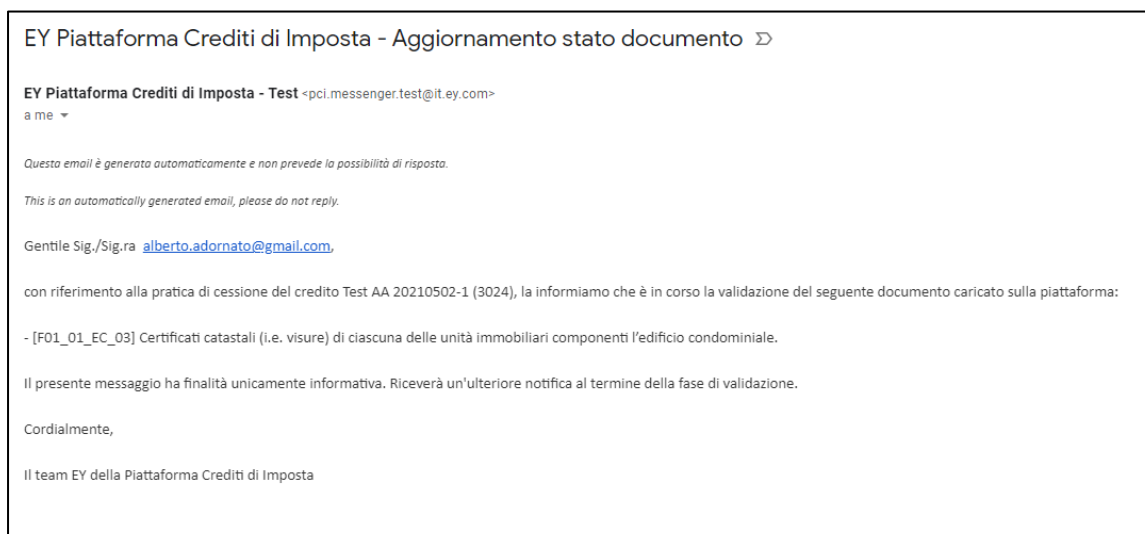 EY Piattaforma Crediti di Imposta - Aggiornamento stato documento
EY Piattaforma Crediti di Imposta - Test <pci.messenger.test@it.ey.com>
a me
Questa email è generata automaticamente e non prevede la possibilità di risposta.
This is an automatically generated email, please do not reply.
Gentile Sig./Sig.ra alberto.adornato@gmail.com,
con riferimento alla pratica di cessione del credito Test AA 20210502-1 (3024), la informiamo che è in corso la validazione del seguente documento caricato sulla piattaforma:
- [F01_01_EC_03] Certificati catastali (i.e. visure) di ciascuna delle unità immobiliari componenti l’edificio condominiale.
Il presente messaggio ha finalità unicamente informativa. Riceverà un'ulteriore notifica al termine della fase di validazione.
Cordialmente,
Il team EY della Piattaforma Crediti di Imposta